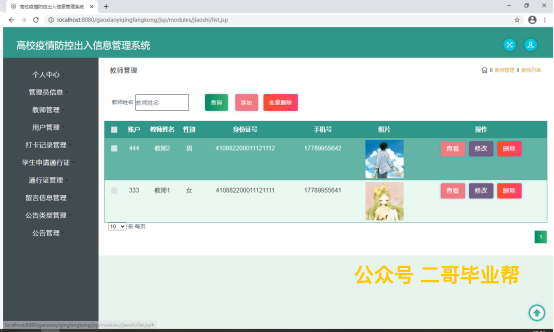 高校疫情防控出入信息管理系统
localhost:8080/gaoxiaoyiqingfangkong/jsp/modules/jiaoshi/list.jsp
高校疫情防控出入信息管理系统
个人中心
管理员信息
教师管理
用户管理
打卡记录管理
学生申请通行证
通行证管理
留言信息管理
公告类型管理
公告管理
教师管理
教师管理 教师列表
教师姓名 教师姓名 查询 添加 批量删除
账户 教师姓名 性别 身份证号 手机号 照片 操作
444 教师2 男 410882200011121112 17789955642 查看 修改 删除
333 教师1 女 410882200011121111 17789955641 查看 修改 删除
10 条 每页
1
公众号 二哥毕业帮
localhost:8080/gaoxiaoyiqingfangkong/jsp/modules/jiaoshi/list.jsp#